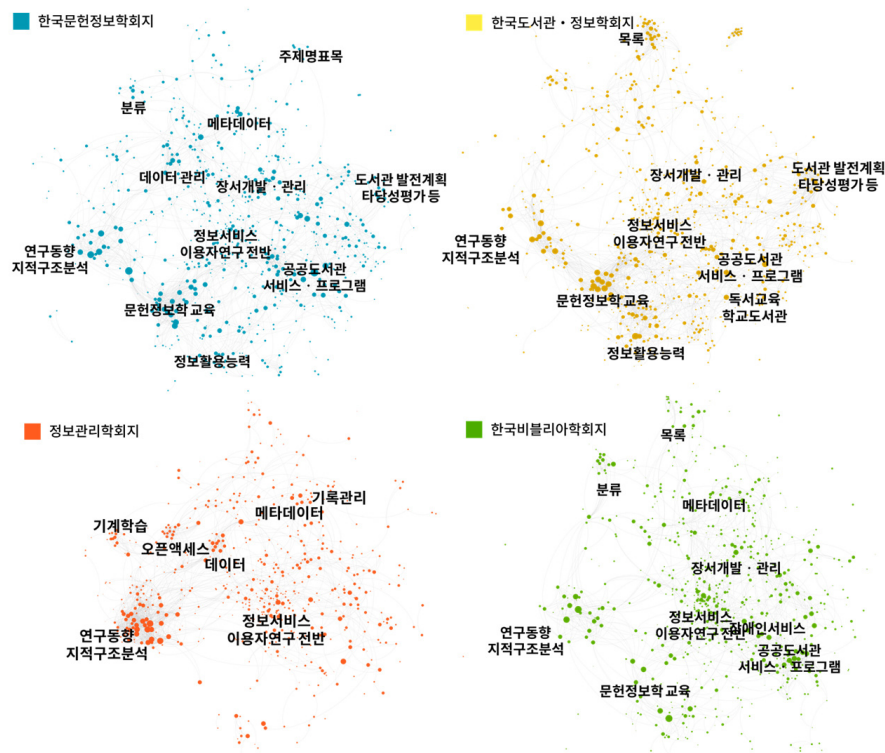 한국문헌정보학회지
주제명표목
분류
메타데이터
데이터 관리
장서개발 · 관리
도서관 발전계획
타당성평가 등
정보서비스
이용자연구 전반
연구동향
지적구조분석
공공도서관
서비스 · 프로그램
문헌정보학 교육
정보활용능력
한국도서관 · 정보학회지
목록
장서개발 · 관리
도서관 발전계획
타당성평가 등
정보서비스
이용자연구 전반
연구동향
지적구조분석
공공도서관
서비스 · 프로그램
문헌정보학 교육
독서교육
학교도서관
정보활용능력
정보관리학회지
기록관리
메타데이터
기계학습
오픈액세스
데이터
정보서비스
이용자연구 전반
연구동향
지적구조분석
한국비블리아학회지
목록
분류
메타데이터
장서개발 · 관리
정보서비스
이용자연구 전반
장애인서비스
연구동향
지적구조분석
공공도서관
서비스 · 프로그램
문헌정보학 교육